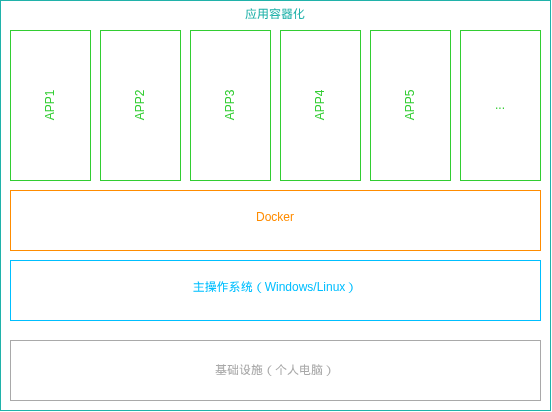 应用容器化
APP1
APP2
APP3
APP4
APP5
...
Docker
主操作系统（Windows/Linux）
基础设施（个人电脑）